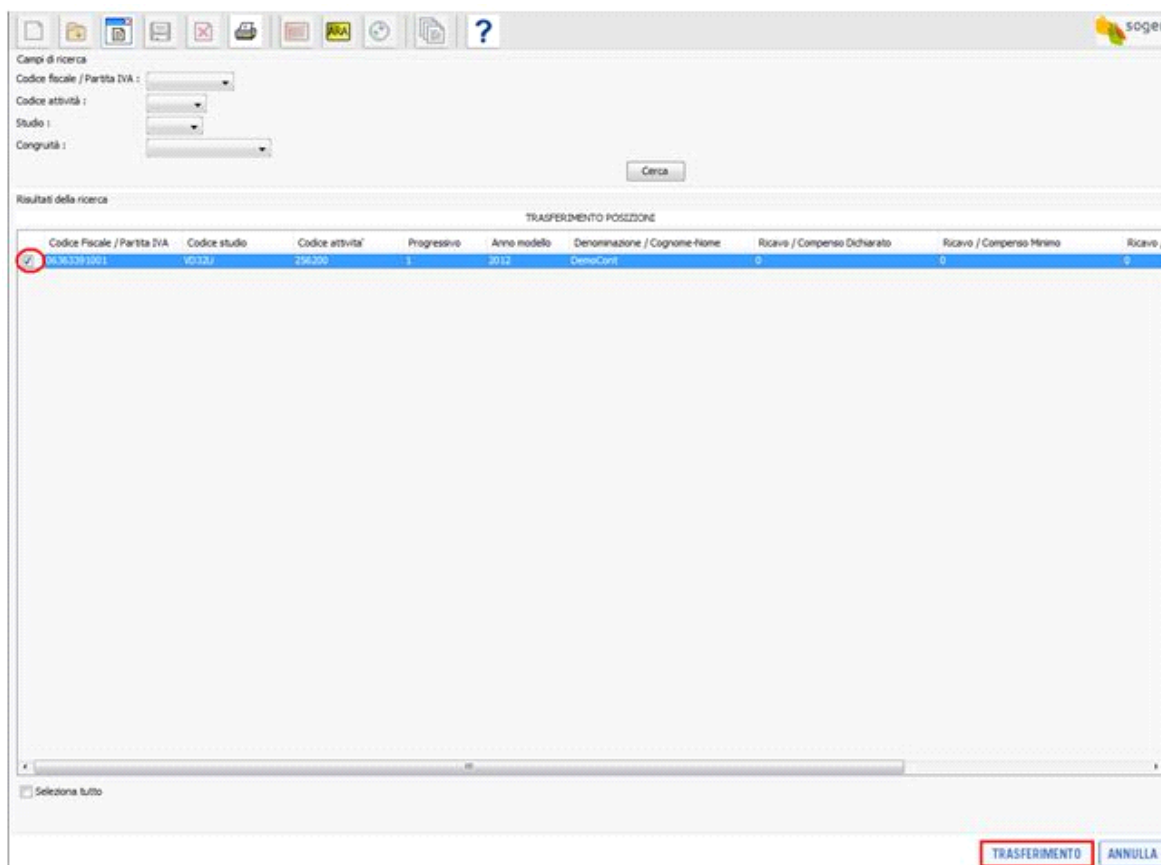 ARA
?
soge
Campi di ricerca
Codice fiscale / Partita IVA :
Codice attività :
Studio :
Congruità :
Cerca
Risultati della ricerca
TRASFERIMENTO POSIZIONI
Codice Fiscale / Partita IVA Codice studio Codice attivita' Progressivo Anno modello Denominazione / Cognome-Nome Ricavo / Compenso Dichiarato Ricavo / Compenso Minimo Ricavo /
06363391001 VD32U 256200 1 2012 DemoCont 0 0 0
Seleziona tutto
TRASFERIMENTO ANNULLA